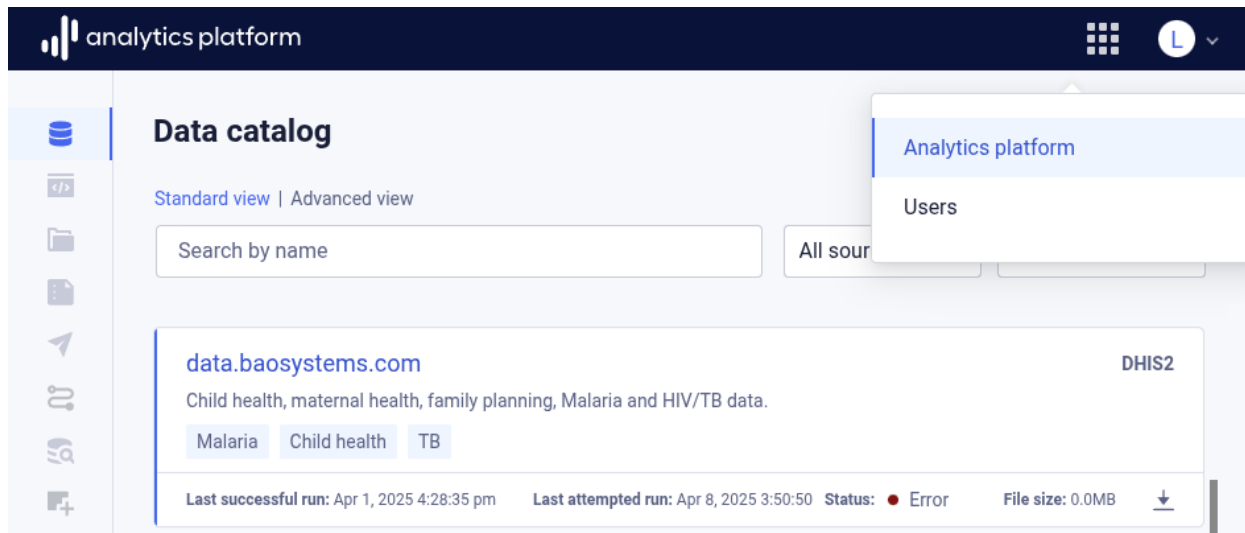 analytics platform
L
Data catalog
Analytics platform
Users
Standard view | Advanced view
Search by name
All sour
data.baosystems.com
DHIS2
Child health, maternal health, family planning, Malaria and HIV/TB data.
Malaria Child health TB
Last successful run: Apr 1, 2025 4:28:35 pm Last attempted run: Apr 8, 2025 3:50:50 Status: Error File size: 0.0MB